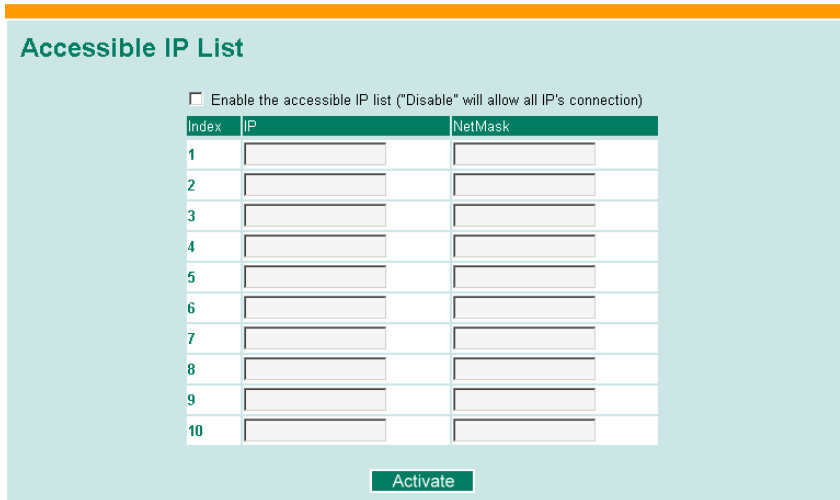 Accessible IP List
Enable the accessible IP list ("Disable" will allow all IP's connection)
Index IP NetMask
1
2
3
4
5
6
7
8
9
10
Activate